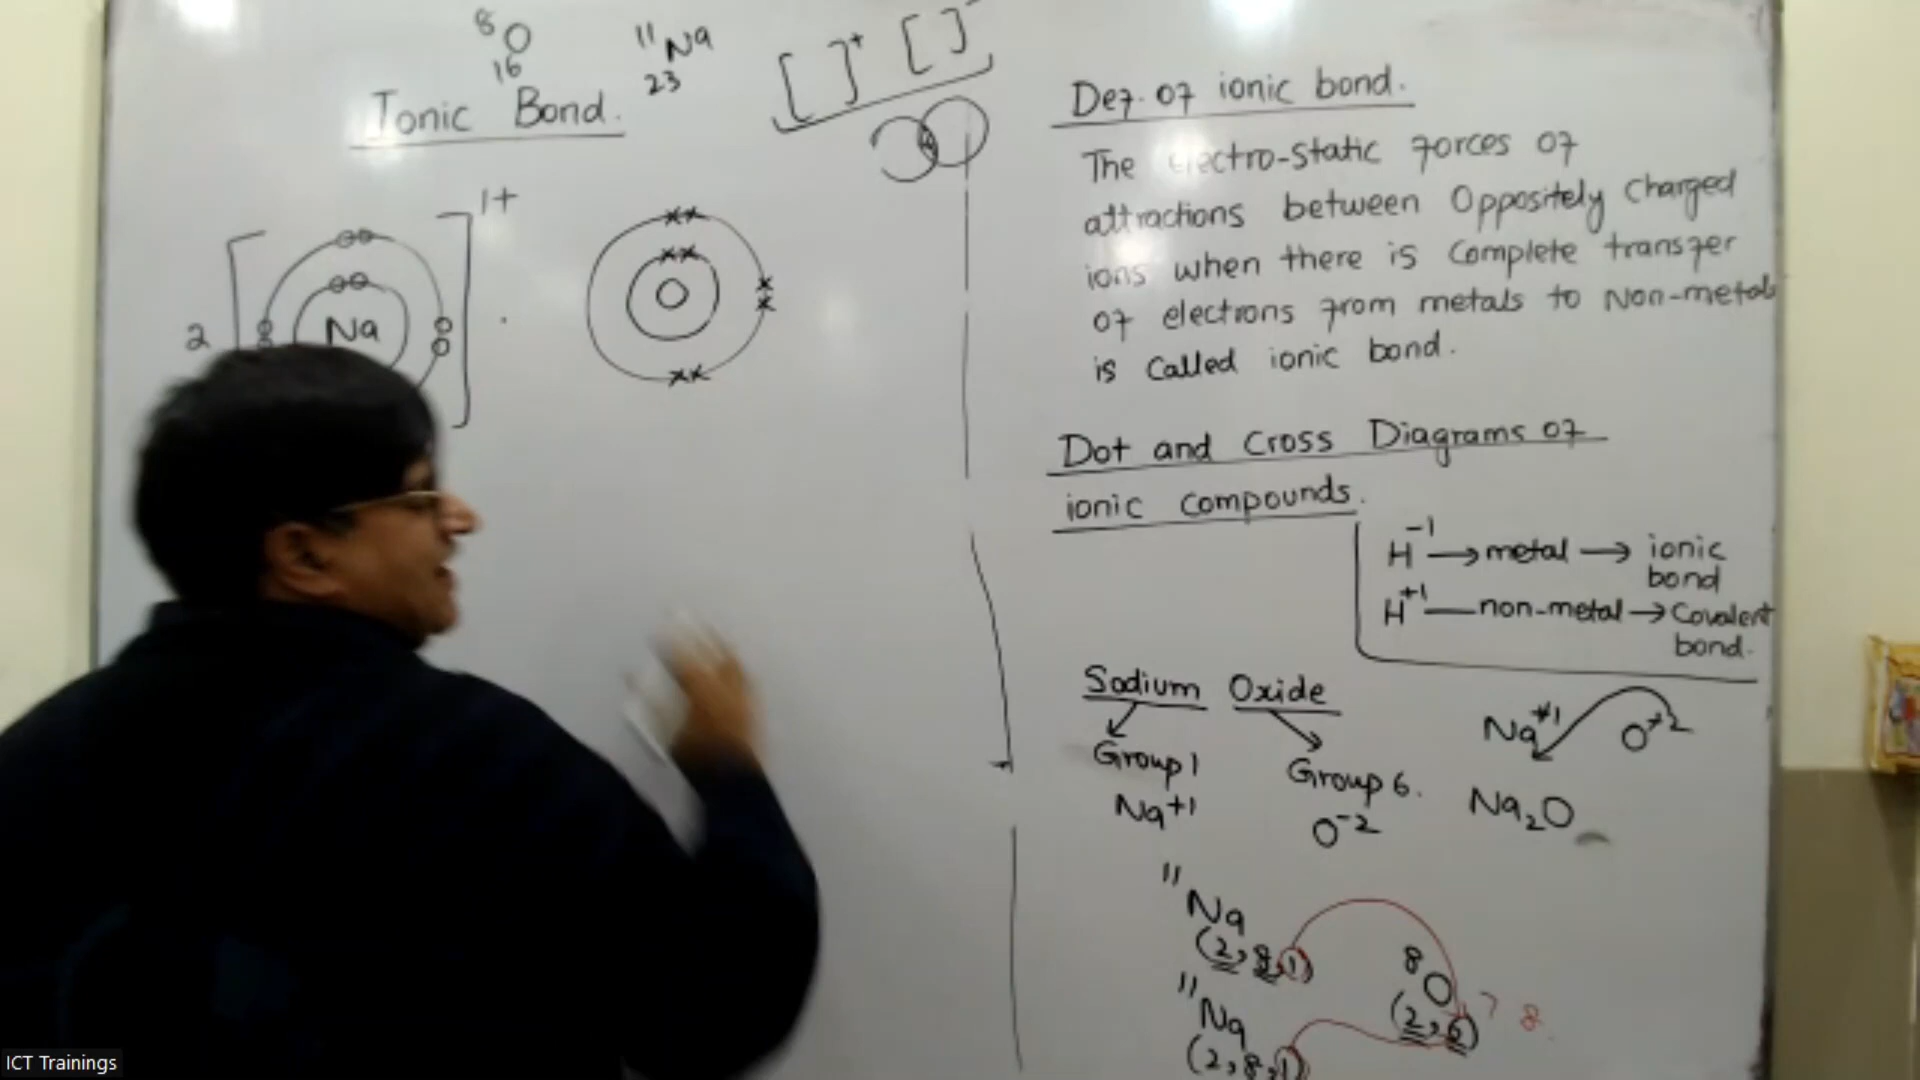 8
O
16
11
Na
23
[ ]⁺ [ ]⁻
Ionic Bond.
1+
2
Na
O
Def. of ionic bond.
The Electro-static forces of
attractions between Oppositely Charged
ions when there is Complete transfer
of electrons from metals to Non-metals
is Called ionic bond.
Dot and Cross Diagrams of
ionic compounds.
H⁻¹ → metal → ionic
bond
H⁺¹ — non-metal → Covalent
bond.
Sodium Oxide
Group 1
Na⁺¹
Group 6.
O⁻²
Na⁺¹ O⁺²
Na₂O
11
Na
(2, 8, 1)
8
O
(2, 6) 7 8
11
Na
(2, 8, 1)
ICT Trainings